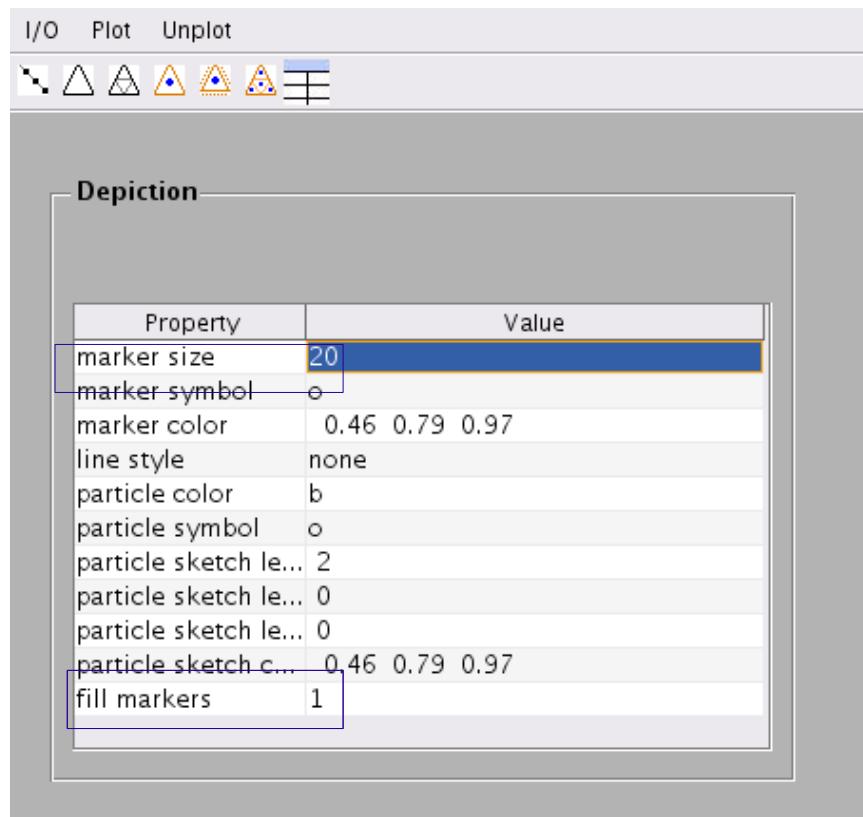 I/O Plot Unplot
Depiction
Property Value
marker size 20
marker symbol o
marker color 0.46 0.79 0.97
line style none
particle color b
particle symbol o
particle sketch le... 2
particle sketch le... 0
particle sketch le... 0
particle sketch c... 0.46 0.79 0.97
fill markers 1